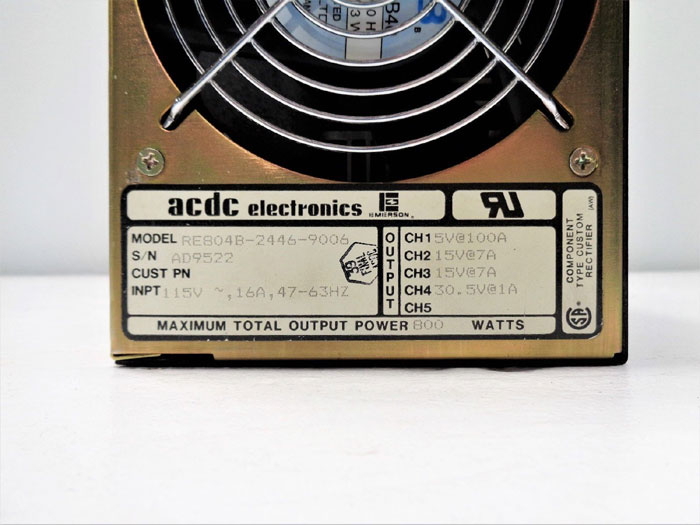 acdc electronics EMERSON
MODEL RE804B-2446-9006
S/N AD9522
CUST PN
INPT 115V ~,16A,47-63HZ
OUTPUT
CH1 5V@100A
CH2 15V@7A
CH3 15V@7A
CH4 30.5V@1A
CH5
MAXIMUM TOTAL OUTPUT POWER 800 WATTS
COMPONENT
TYPE CUSTOM
RECTIFIER